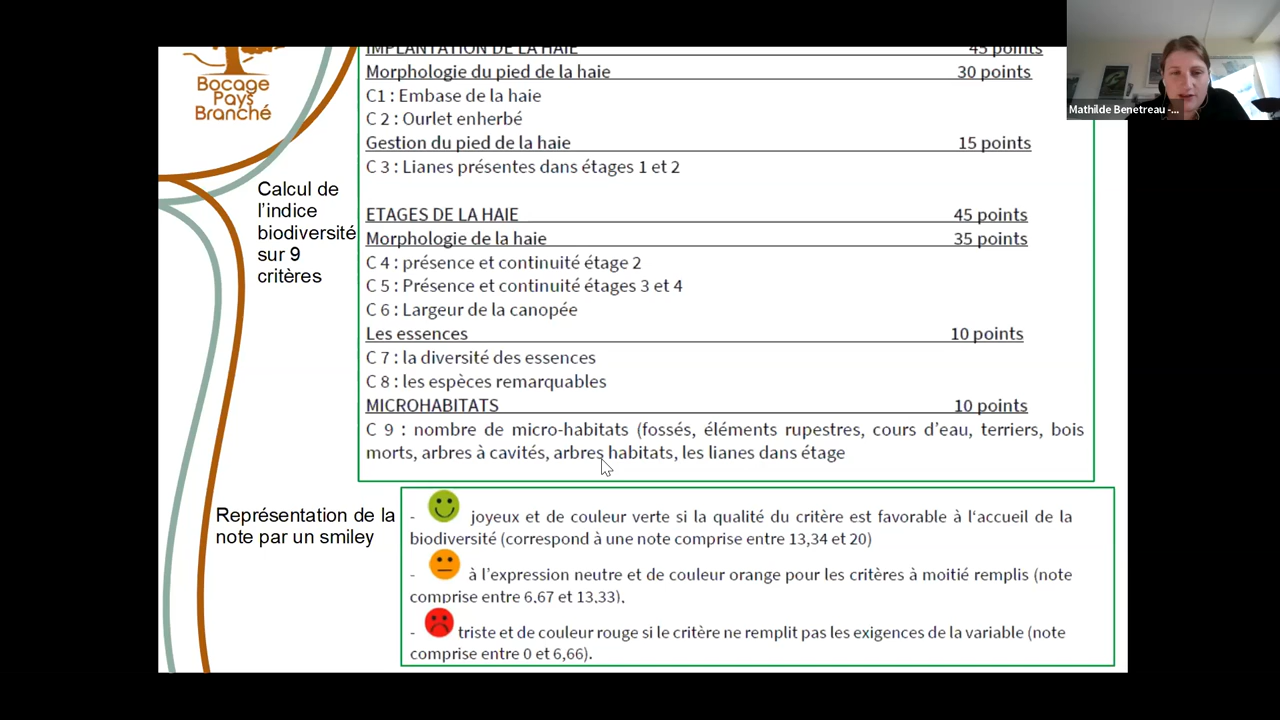 IMPLANTATION DE LA HAIE 45 points
Bocage
Pays
Branché
Morphologie du pied de la haie 30 points
C1 : Embase de la haie
C 2 : Ourlet enherbé
Gestion du pied de la haie 15 points
C 3 : Lianes présentes dans étages 1 et 2
Mathilde Benetreau -...
Calcul de
l'indice
biodiversité
sur 9
critères
ETAGES DE LA HAIE 45 points
Morphologie de la haie 35 points
C 4 : présence et continuité étage 2
C 5 : Présence et continuité étages 3 et 4
C 6 : Largeur de la canopée
Les essences 10 points
C 7 : la diversité des essences
C 8 : les espèces remarquables
MICROHABITATS 10 points
C 9 : nombre de micro-habitats (fossés, éléments rupestres, cours d'eau, terriers, bois
morts, arbres à cavités, arbres habitats, les lianes dans étage
Représentation de la
note par un smiley
- joyeux et de couleur verte si la qualité du critère est favorable à l'accueil de la
biodiversité (correspond à une note comprise entre 13,34 et 20)
- à l'expression neutre et de couleur orange pour les critères à moitié remplis (note
comprise entre 6,67 et 13,33).
- triste et de couleur rouge si le critère ne remplit pas les exigences de la variable (note
comprise entre 0 et 6,66).